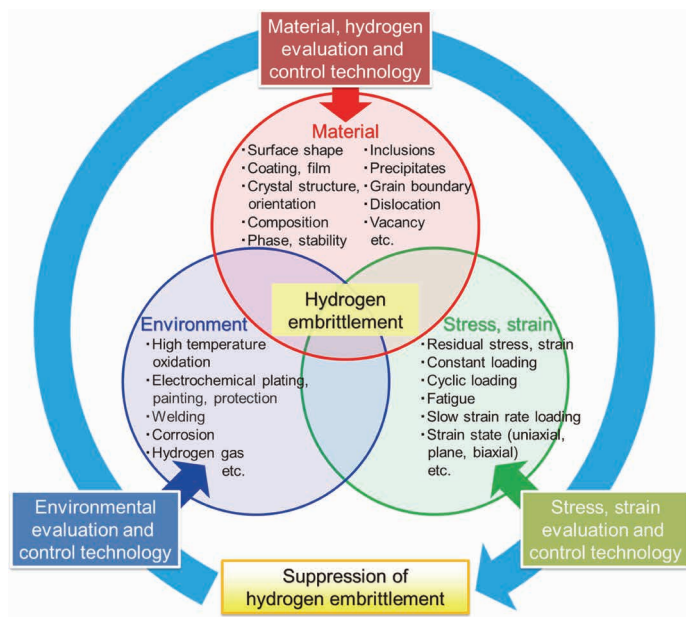 Material, hydrogen
evaluation and
control technology
Material
・Surface shape
・Coating, film
・Crystal structure,
orientation
・Composition
・Phase, stability
・Inclusions
・Precipitates
・Grain boundary
・Dislocation
・Vacancy
etc.
Hydrogen
embrittlement
Environment
・High temperature
oxidation
・Electrochemical plating,
painting, protection
・Welding
・Corrosion
・Hydrogen gas
etc.
Stress, strain
・Residual stress, strain
・Constant loading
・Cyclic loading
・Fatigue
・Slow strain rate loading
・Strain state (uniaxial,
plane, biaxial)
etc.
Environmental
evaluation and
control technology
Stress, strain
evaluation and
control technology
Suppression of
hydrogen embrittlement